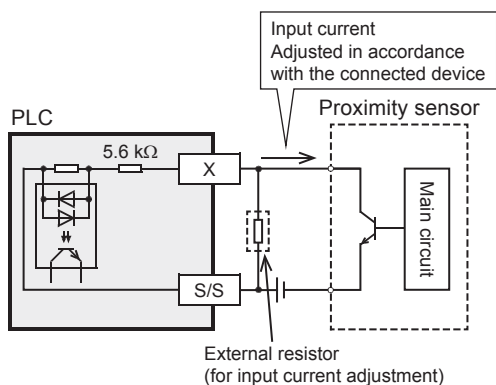 Input current
Adjusted in accordance
with the connected device
PLC
Proximity sensor
5.6 kΩ
X
Main circuit
S/S
External resistor
(for input current adjustment)